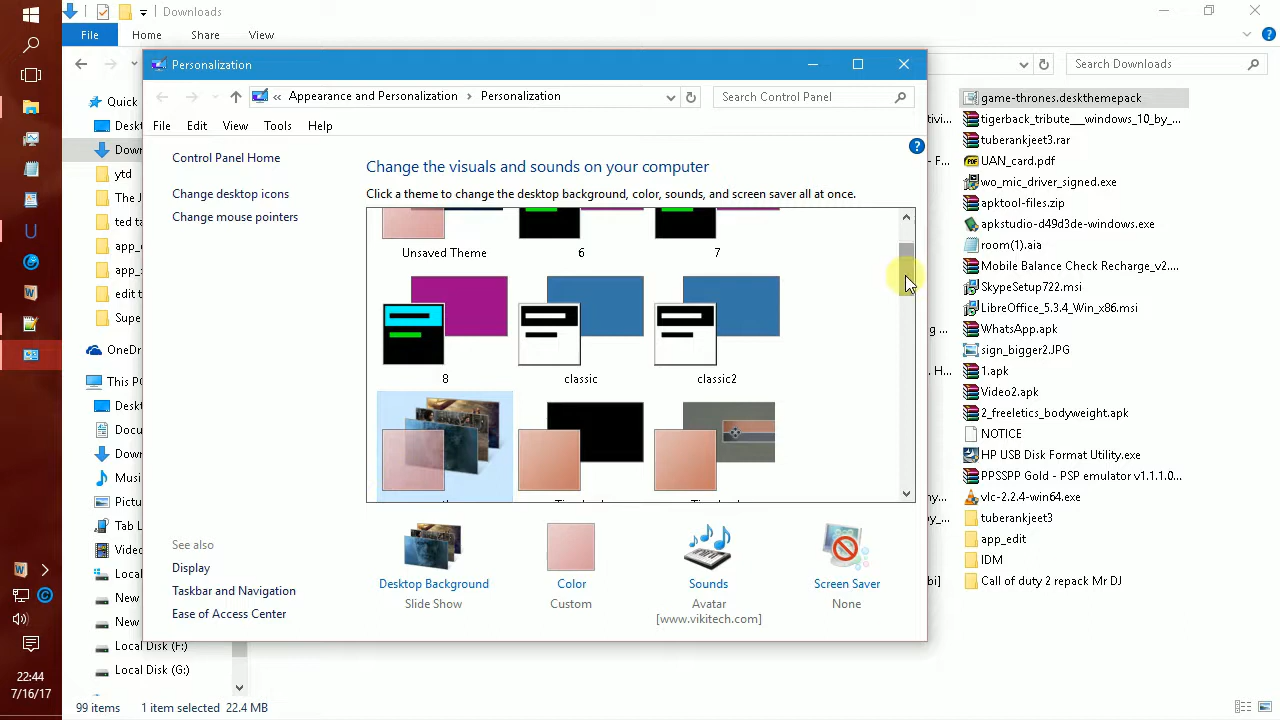 Downloads
File
Home
Share
View
Search Downloads
Personalization
Appearance and Personalization
Personalization
Search Control Panel
File
Edit
View
Tools
Help
Control Panel Home
Change desktop icons
Change mouse pointers
Change the visuals and sounds on your computer
Click a theme to change the desktop background, color, sounds, and screen saver all at once.
Unsaved Theme
6
7
8
classic
classic2
Desktop Background
Slide Show
Color
Custom
Sounds
Avatar
[www.vikitech.com]
Screen Saver
None
See also
Display
Taskbar and Navigation
Ease of Access Center
Quick
Deskt
Down
ytd
The J
ted ta
app_c
app_x
edit t
Supe
OneDr
This PC
Deskt
Docu
Down
Music
Pictur
Tab L
Video
Local
New
New
Local Disk (F:)
Local Disk (G:)
game-thrones.deskthemepack
tigerback_tribute___windows_10_by_...
tuberankjeet3.rar
UAN_card.pdf
wo_mic_driver_signed.exe
apktool-files.zip
apkstudio-d49d3de-windows.exe
room(1).aia
Mobile Balance Check Recharge_v2....
SkypeSetup722.msi
LibreOffice_5.3.4_Win_x86.msi
WhatsApp.apk
sign_bigger2.JPG
1.apk
Video2.apk
2_freeletics_bodyweight.apk
NOTICE
HP USB Disk Format Utility.exe
PPSSPP Gold - PSP emulator v1.1.1.0...
vlc-2.2.4-win64.exe
tuberankjeet3
app_edit
IDM
Call of duty 2 repack Mr DJ
22:44
7/16/17
99 items
1 item selected 22.4 MB